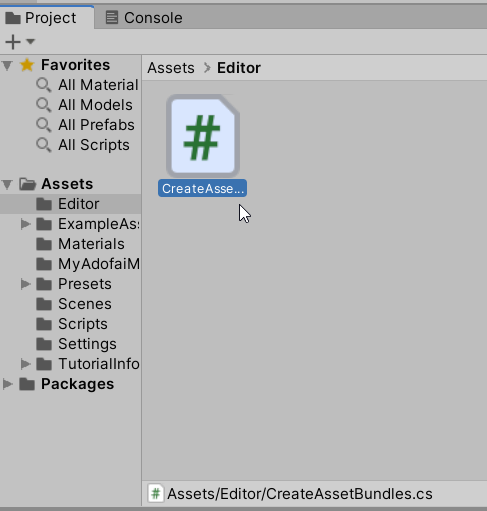 Project
Console
Favorites
All Material
All Models
All Prefabs
All Scripts
Assets
Editor
ExampleAs
Materials
MyAdofaiM
Presets
Scenes
Scripts
Settings
TutorialInfo
Packages
Assets > Editor
#
CreateAsse...
# Assets/Editor/CreateAssetBundles.cs